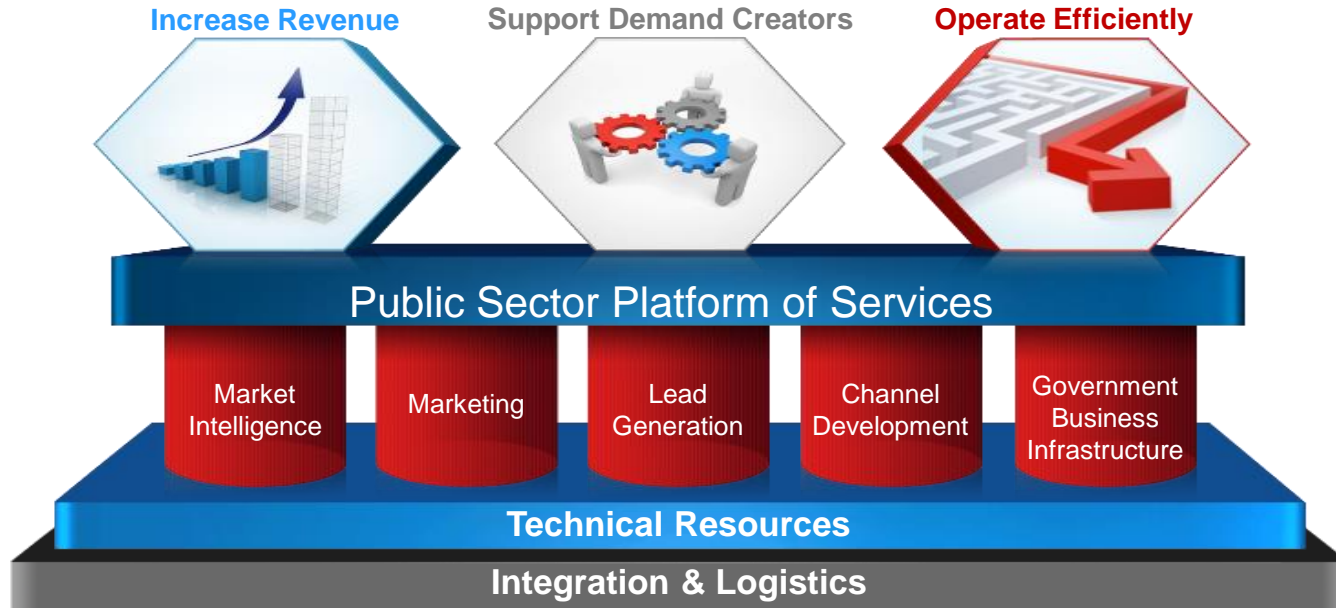 Increase Revenue
Support Demand Creators
Operate Efficiently
Public Sector Platform of Services
Market
Intelligence
Marketing
Lead
Generation
Channel
Development
Government
Business
Infrastructure
Technical Resources
Integration & Logistics